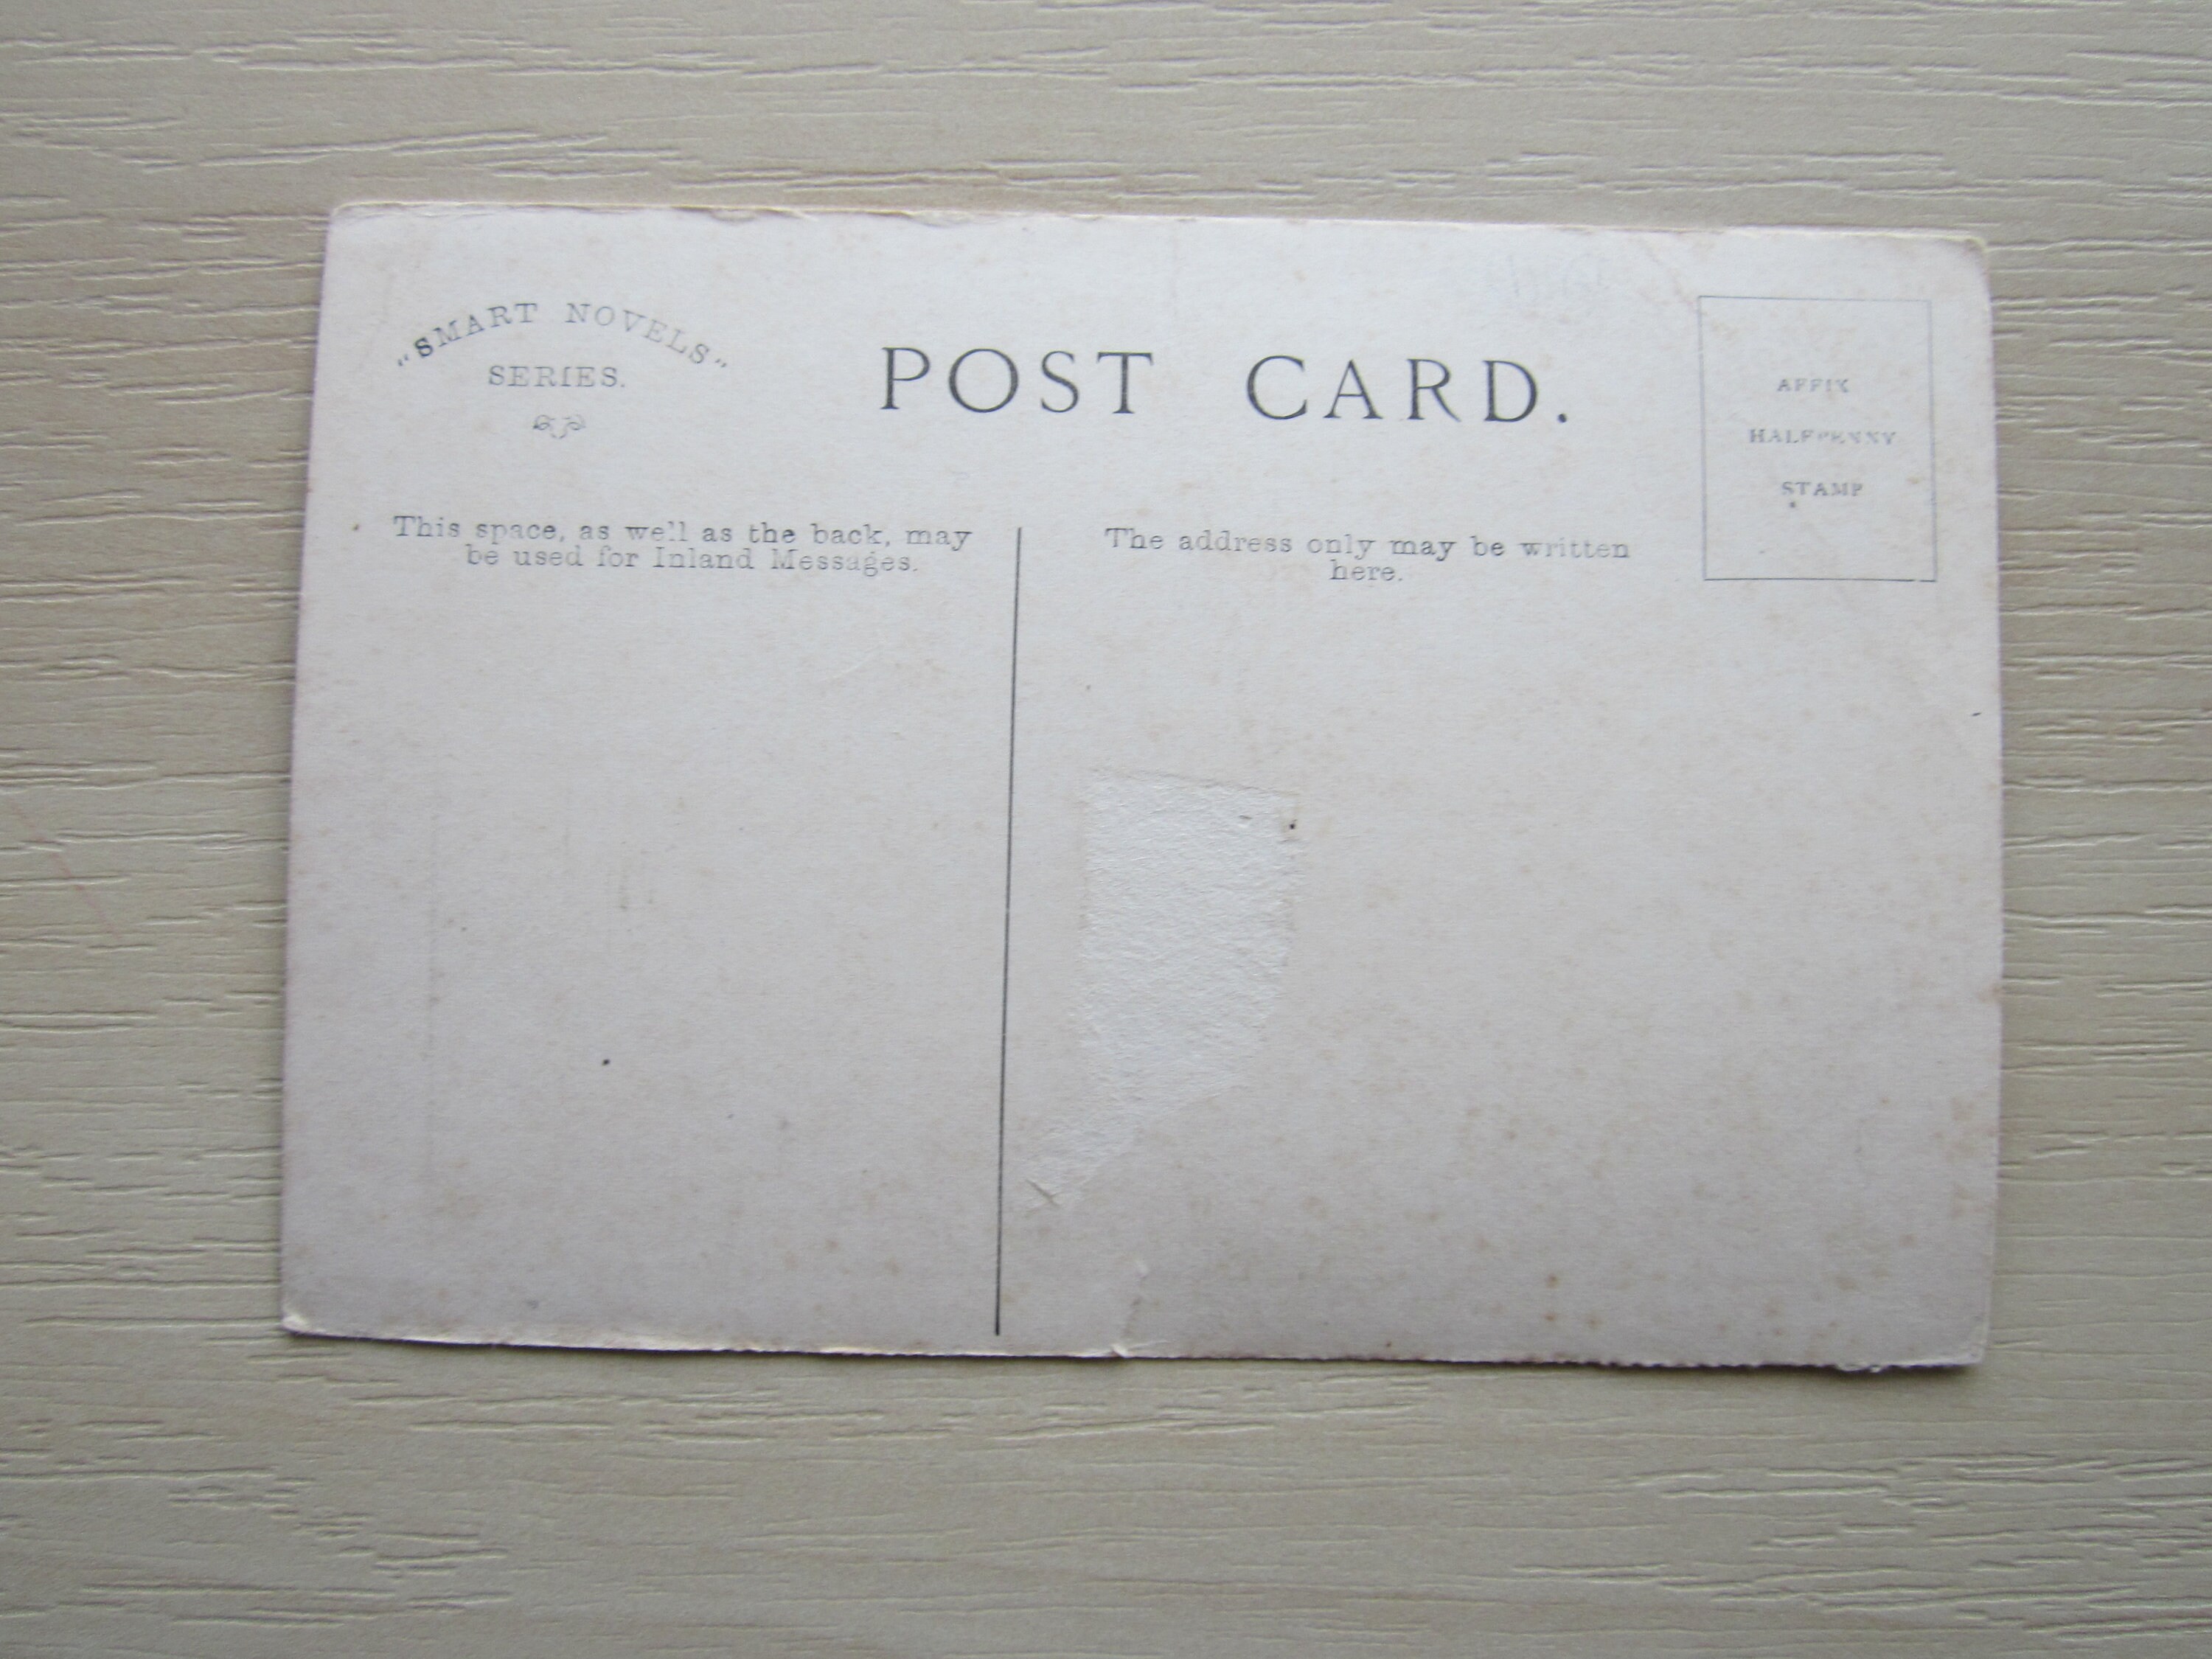 "SMART NOVELS"
SERIES.
POST CARD.
AFFIX
HALFPENNY
STAMP
This space, as well as the back, may
be used for Inland Messages.
The address only may be written
here.